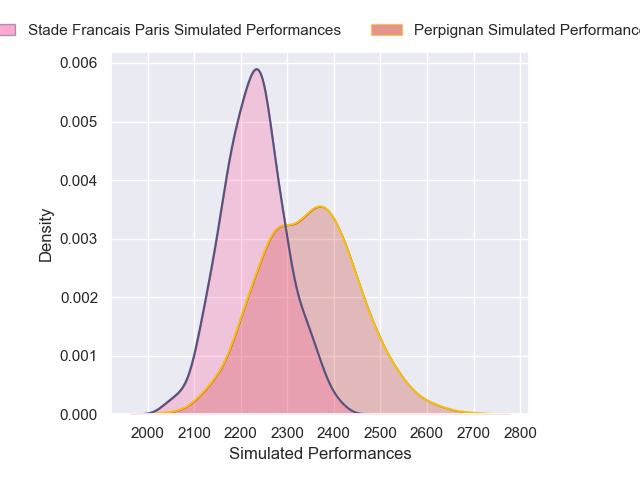 Stade Francais Paris Simulated Performances Perpignan Simulated Performanc
0.006
0.005
0.004
0.003
0.002
0.001
0.000
Density
2000 2100 2200 2300 2400 2500 2600 2700 2800
Simulated Performances